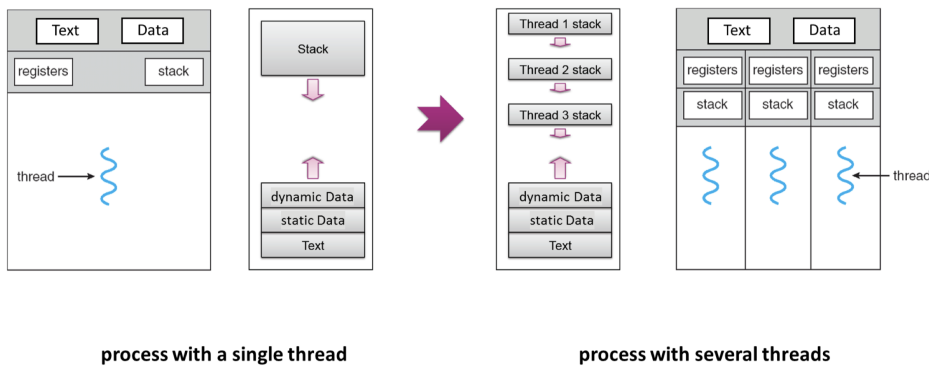 Text Data
registers stack
thread
Stack
dynamic Data
static Data
Text
Thread 1 stack
Thread 2 stack
Thread 3 stack
dynamic Data
static Data
Text
Text Data
registers registers registers
stack stack stack
thread
process with a single thread
process with several threads